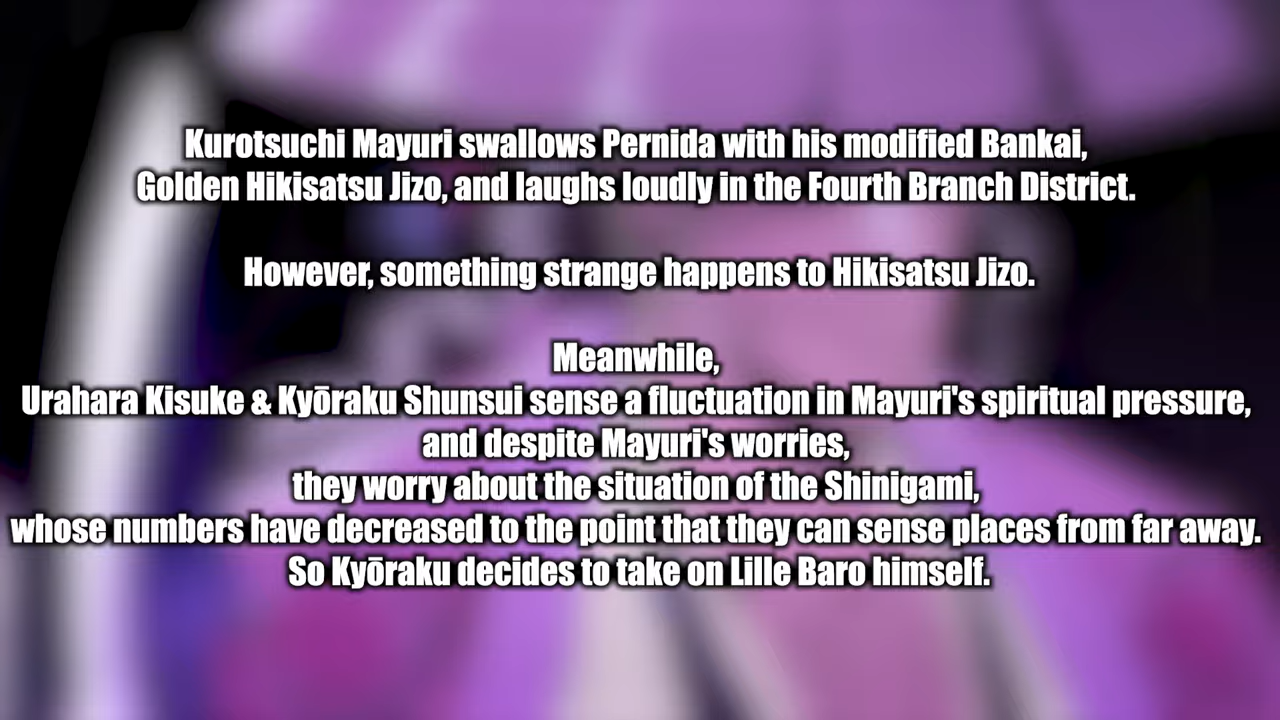 Kurotsuchi Mayuri swallows Pernida with his modified Bankai,
Golden Hikisatsu Jizo, and laughs loudly in the Fourth Branch District.
However, something strange happens to Hikisatsu Jizo.
Meanwhile,
Urahara Kisuke & Kyōraku Shunsui sense a fluctuation in Mayuri's spiritual pressure,
and despite Mayuri's worries,
they worry about the situation of the Shinigami,
whose numbers have decreased to the point that they can sense places from far away.
So Kyōraku decides to take on Lille Baro himself.